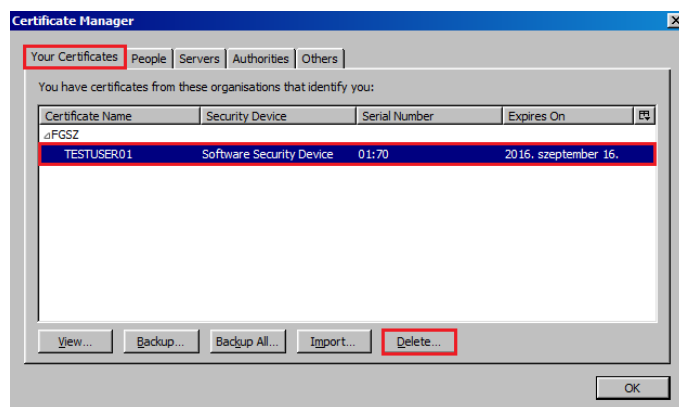 Certificate Manager
Your Certificates People Servers Authorities Others
You have certificates from these organisations that identify you:
Certificate Name Security Device Serial Number Expires On
FGSZ
TESTUSER01 Software Security Device 01:70 2016. szeptember 16.
View... Backup... Backup All... Import... Delete...
OK